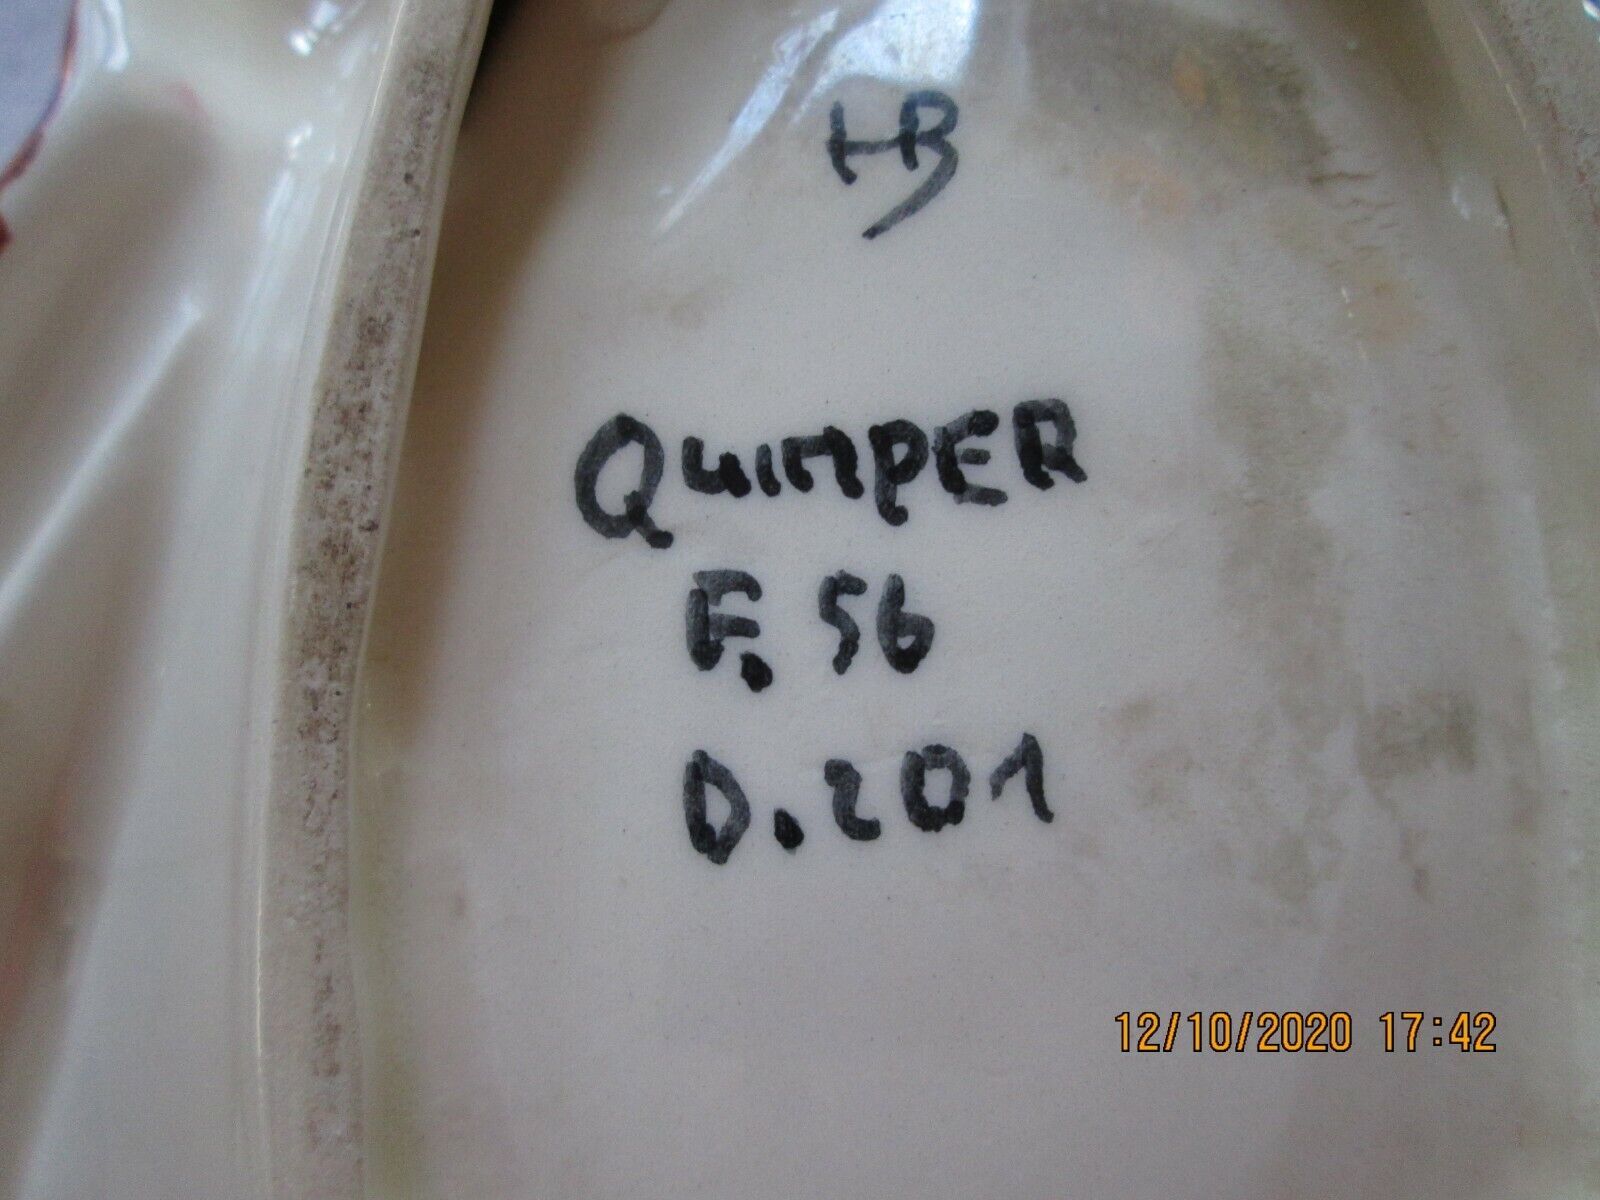 HB
QUIMPER
F. 56
D. 201
12/10/2020 17:42